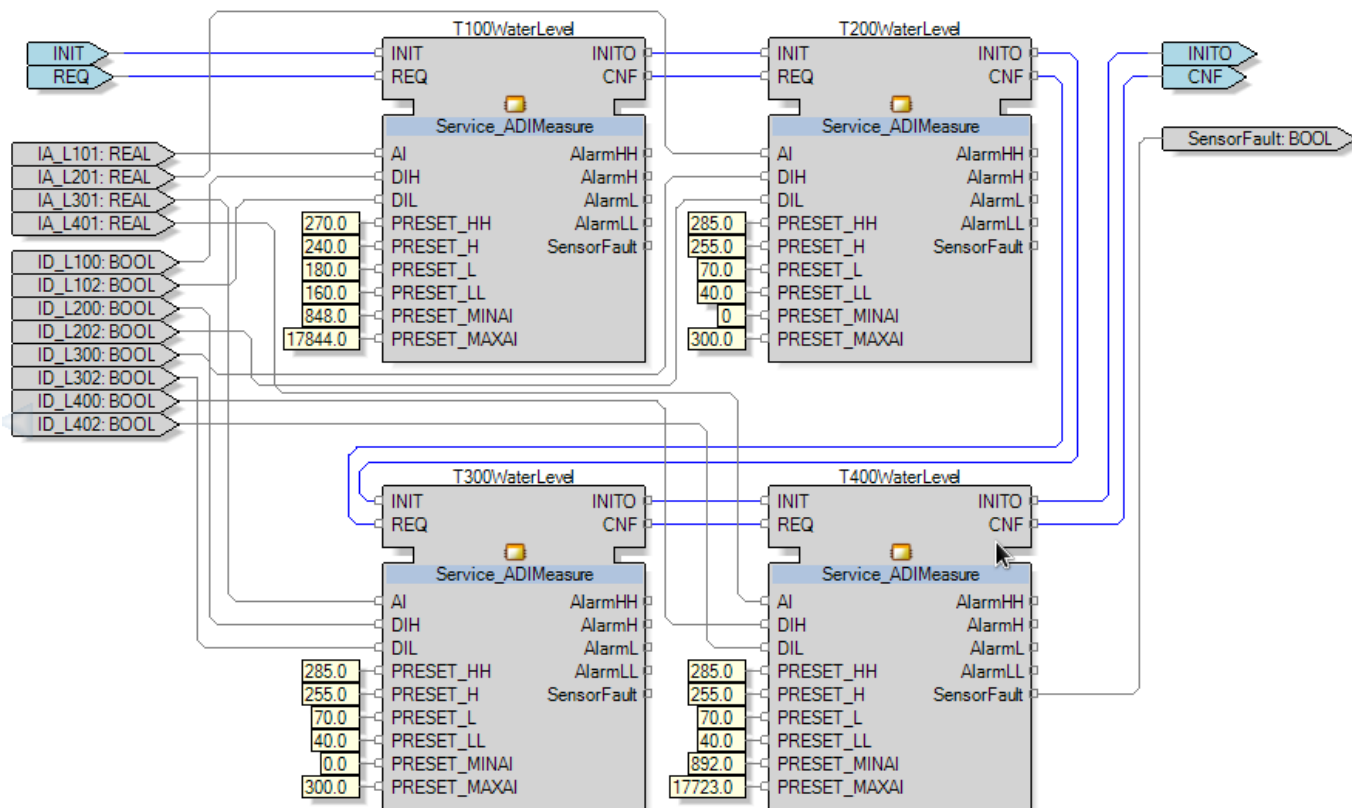 T100WaterLevel
INIT INITO
REQ CNF
Service_ADIMeasure
AI AlarmHH
DIH AlarmH
DIL AlarmL
270.0 PRESET_HH AlarmLL
240.0 PRESET_H SensorFault
180.0 PRESET_L
160.0 PRESET_LL
848.0 PRESET_MINAI
17844.0 PRESET_MAXAI
T200WaterLevel
INIT INITO
REQ CNF
Service_ADIMeasure
AI AlarmHH
DIH AlarmH
DIL AlarmL
285.0 PRESET_HH AlarmLL
255.0 PRESET_H SensorFault
70.0 PRESET_L
40.0 PRESET_LL
0 PRESET_MINAI
300.0 PRESET_MAXAI
INIT
REQ
IA_L101: REAL
IA_L201: REAL
IA_L301: REAL
IA_L401: REAL
ID_L100: BOOL
ID_L102: BOOL
ID_L200: BOOL
ID_L202: BOOL
ID_L300: BOOL
ID_L302: BOOL
ID_L400: BOOL
ID_L402: BOOL
INITO
CNF
SensorFault: BOOL
T300WaterLevel
INIT INITO
REQ CNF
Service_ADIMeasure
AI AlarmHH
DIH AlarmH
DIL AlarmL
285.0 PRESET_HH AlarmLL
255.0 PRESET_H SensorFault
70.0 PRESET_L
40.0 PRESET_LL
0.0 PRESET_MINAI
300.0 PRESET_MAXAI
T400WaterLevel
INIT INITO
REQ CNF
Service_ADIMeasure
AI AlarmHH
DIH AlarmH
DIL AlarmL
285.0 PRESET_HH AlarmLL
255.0 PRESET_H SensorFault
70.0 PRESET_L
40.0 PRESET_LL
892.0 PRESET_MINAI
17723.0 PRESET_MAXAI